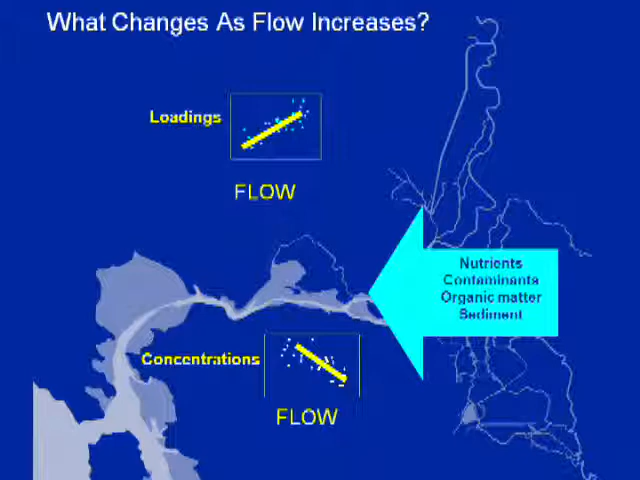 What Changes As Flow Increases?
Loadings
FLOW
Nutrients
Contaminants
Organic matter
Sediment
Concentrations
FLOW